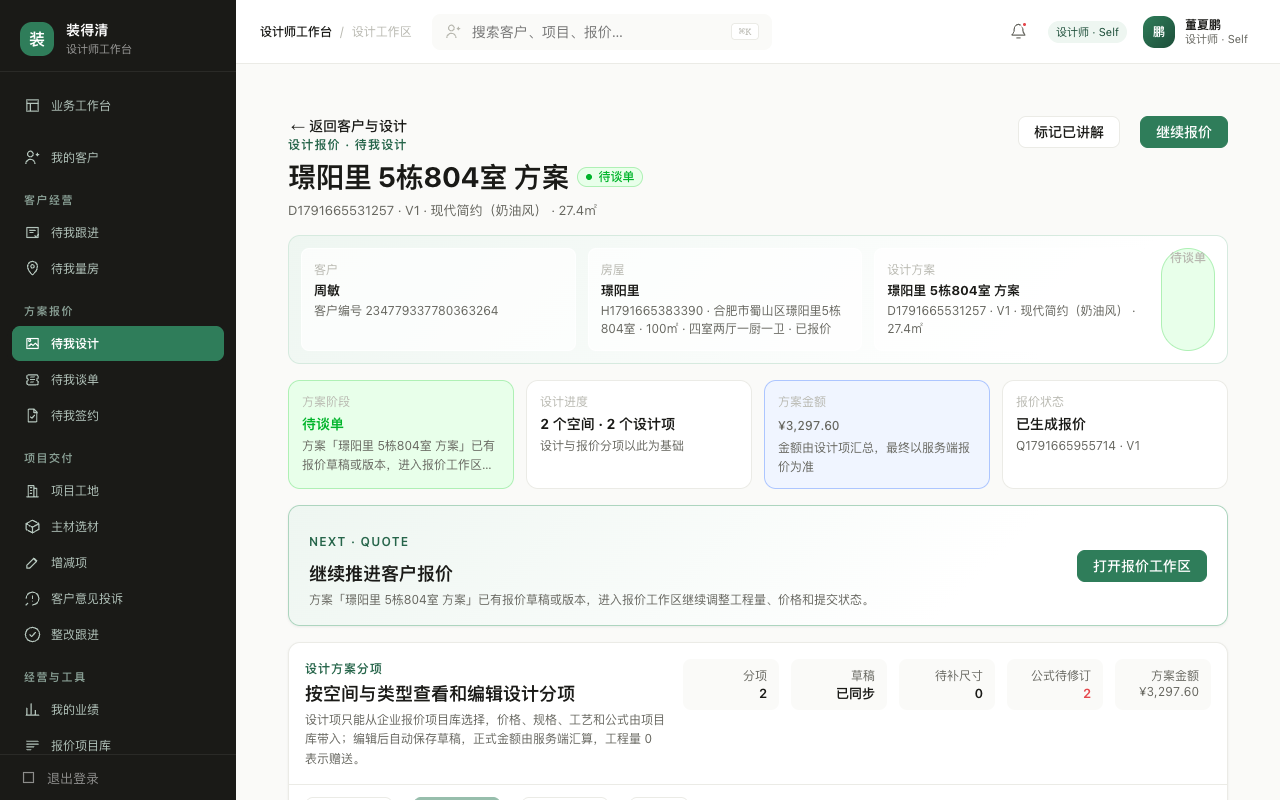 装
装得清
设计师工作台
业务工作台
我的客户
客户经营
待我跟进
待我量房
方案报价
待我设计
待我谈单
待我签约
项目交付
项目工地
主材选材
增减项
客户意见投诉
整改跟进
经营与工具
我的业绩
报价项目库
退出登录
设计师工作台 / 设计工作区
搜索客户、项目、报价...
⌘K
设计师 · Self
鹏
董夏鹏
设计师 · Self
← 返回客户与设计
设计报价 · 待我设计
璟阳里 5栋804室 方案
待谈单
D1791665531257 · V1 · 现代简约（奶油风） · 27.4㎡
标记已讲解
继续报价
客户
周敏
客户编号 234779337780363264
房屋
璟阳里
H1791665383390 · 合肥市蜀山区璟阳里5栋
804室 · 100㎡ · 四室两厅一厨一卫 · 已报价
设计方案
璟阳里 5栋804室 方案
D1791665531257 · V1 · 现代简约（奶油风） ·
27.4㎡
待谈单
方案阶段
待谈单
方案「璟阳里 5栋804室 方案」已有
报价草稿或版本，进入报价工作区...
设计进度
2 个空间 · 2 个设计项
设计与报价分项以此为基础
方案金额
¥3,297.60
金额由设计项汇总，最终以服务端报
价为准
报价状态
已生成报价
Q1791665955714 · V1
NEXT · QUOTE
继续推进客户报价
方案「璟阳里 5栋804室 方案」已有报价草稿或版本，进入报价工作区继续调整工程量、价格和提交状态。
打开报价工作区
设计方案分项
按空间与类型查看和编辑设计分项
设计项只能从企业报价项目库选择，价格、规格、工艺和公式由项目
库带入；编辑后自动保存草稿，正式金额由服务端汇算，工程量 0
表示赠送。
分项
2
草稿
已同步
待补尺寸
0
公式待修订
2
方案金额
¥3,297.60